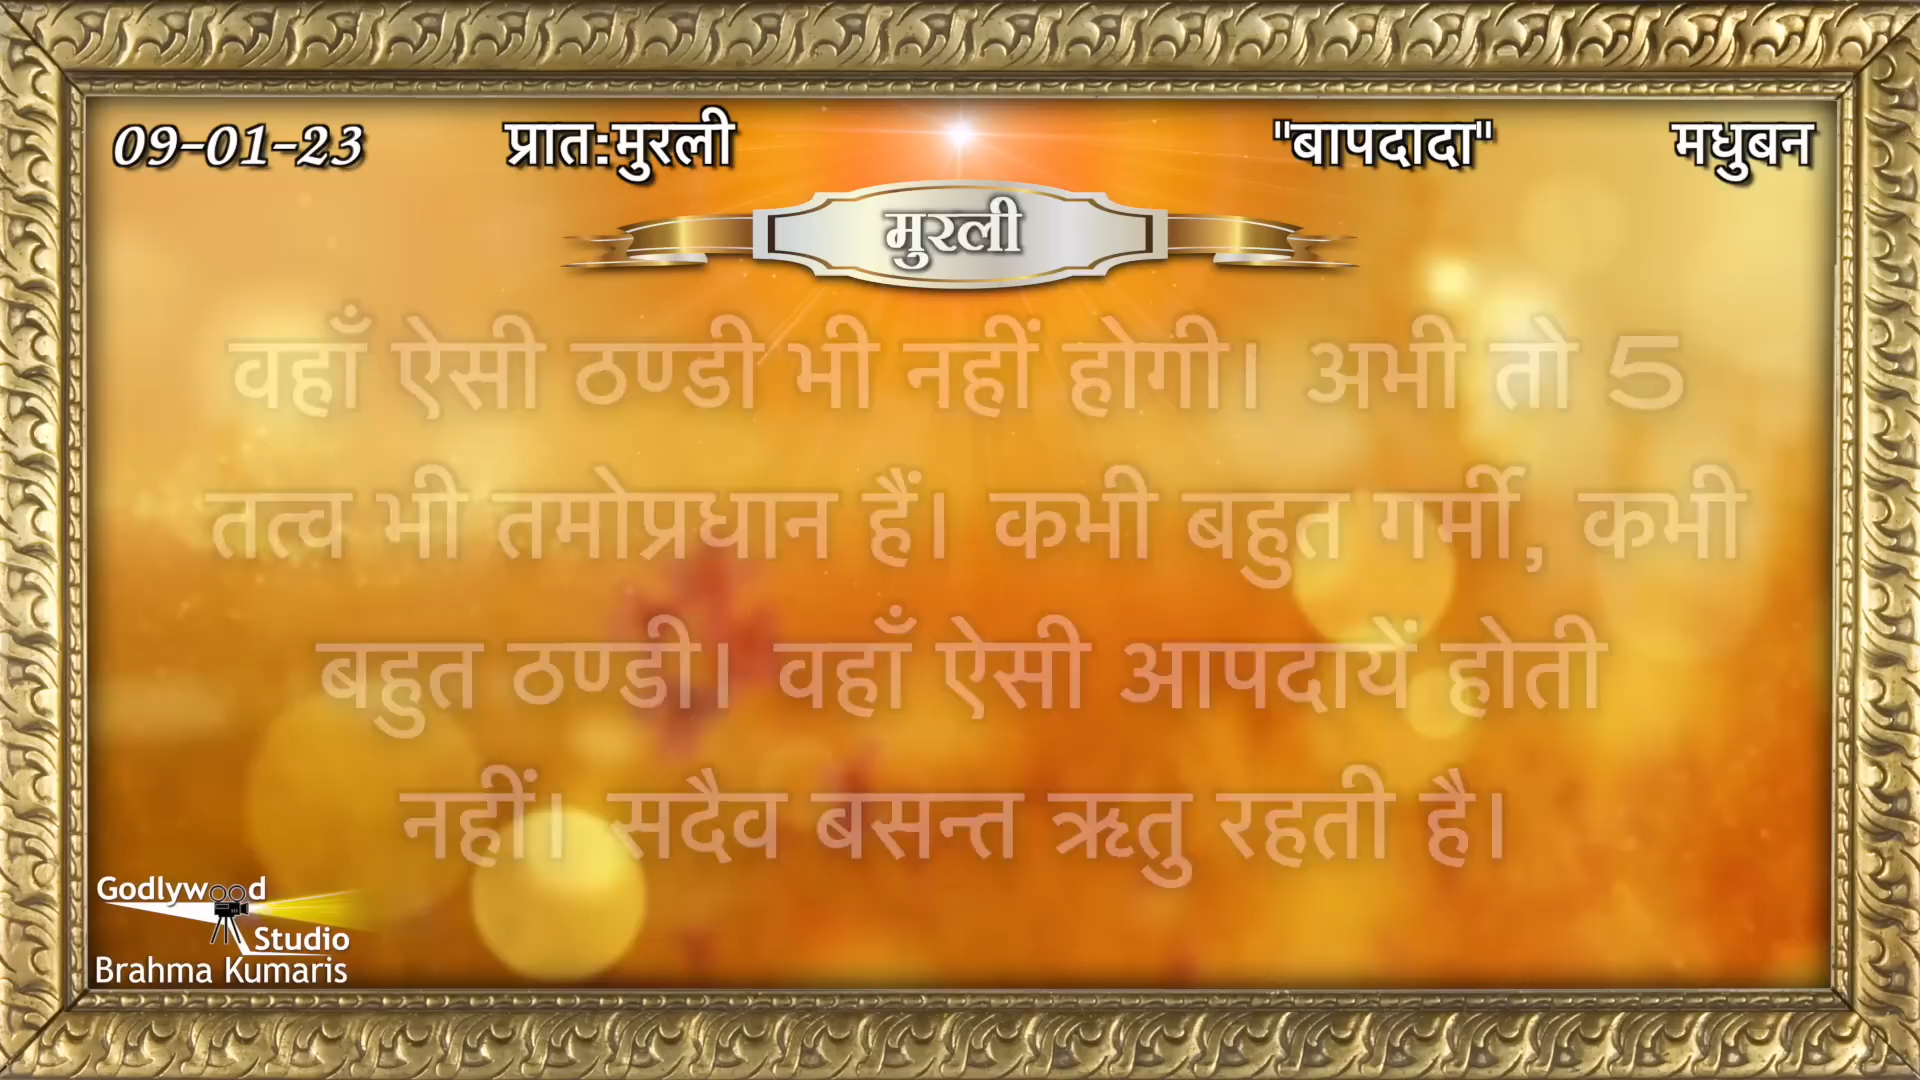 09-01-23 प्रात:मुरली "बापदादा" मधुबन
मुरली
वहाँ ऐसी ठण्डी भी नहीं होगी। अभी तो 5
तत्व भी तमोप्रधान हैं। कभी बहुत गर्मी, कभी
बहुत ठण्डी। वहाँ ऐसी आपदायें होती
नहीं। सदैव बसन्त ऋतु रहती है।
Godlywood
Studio
Brahma Kumaris